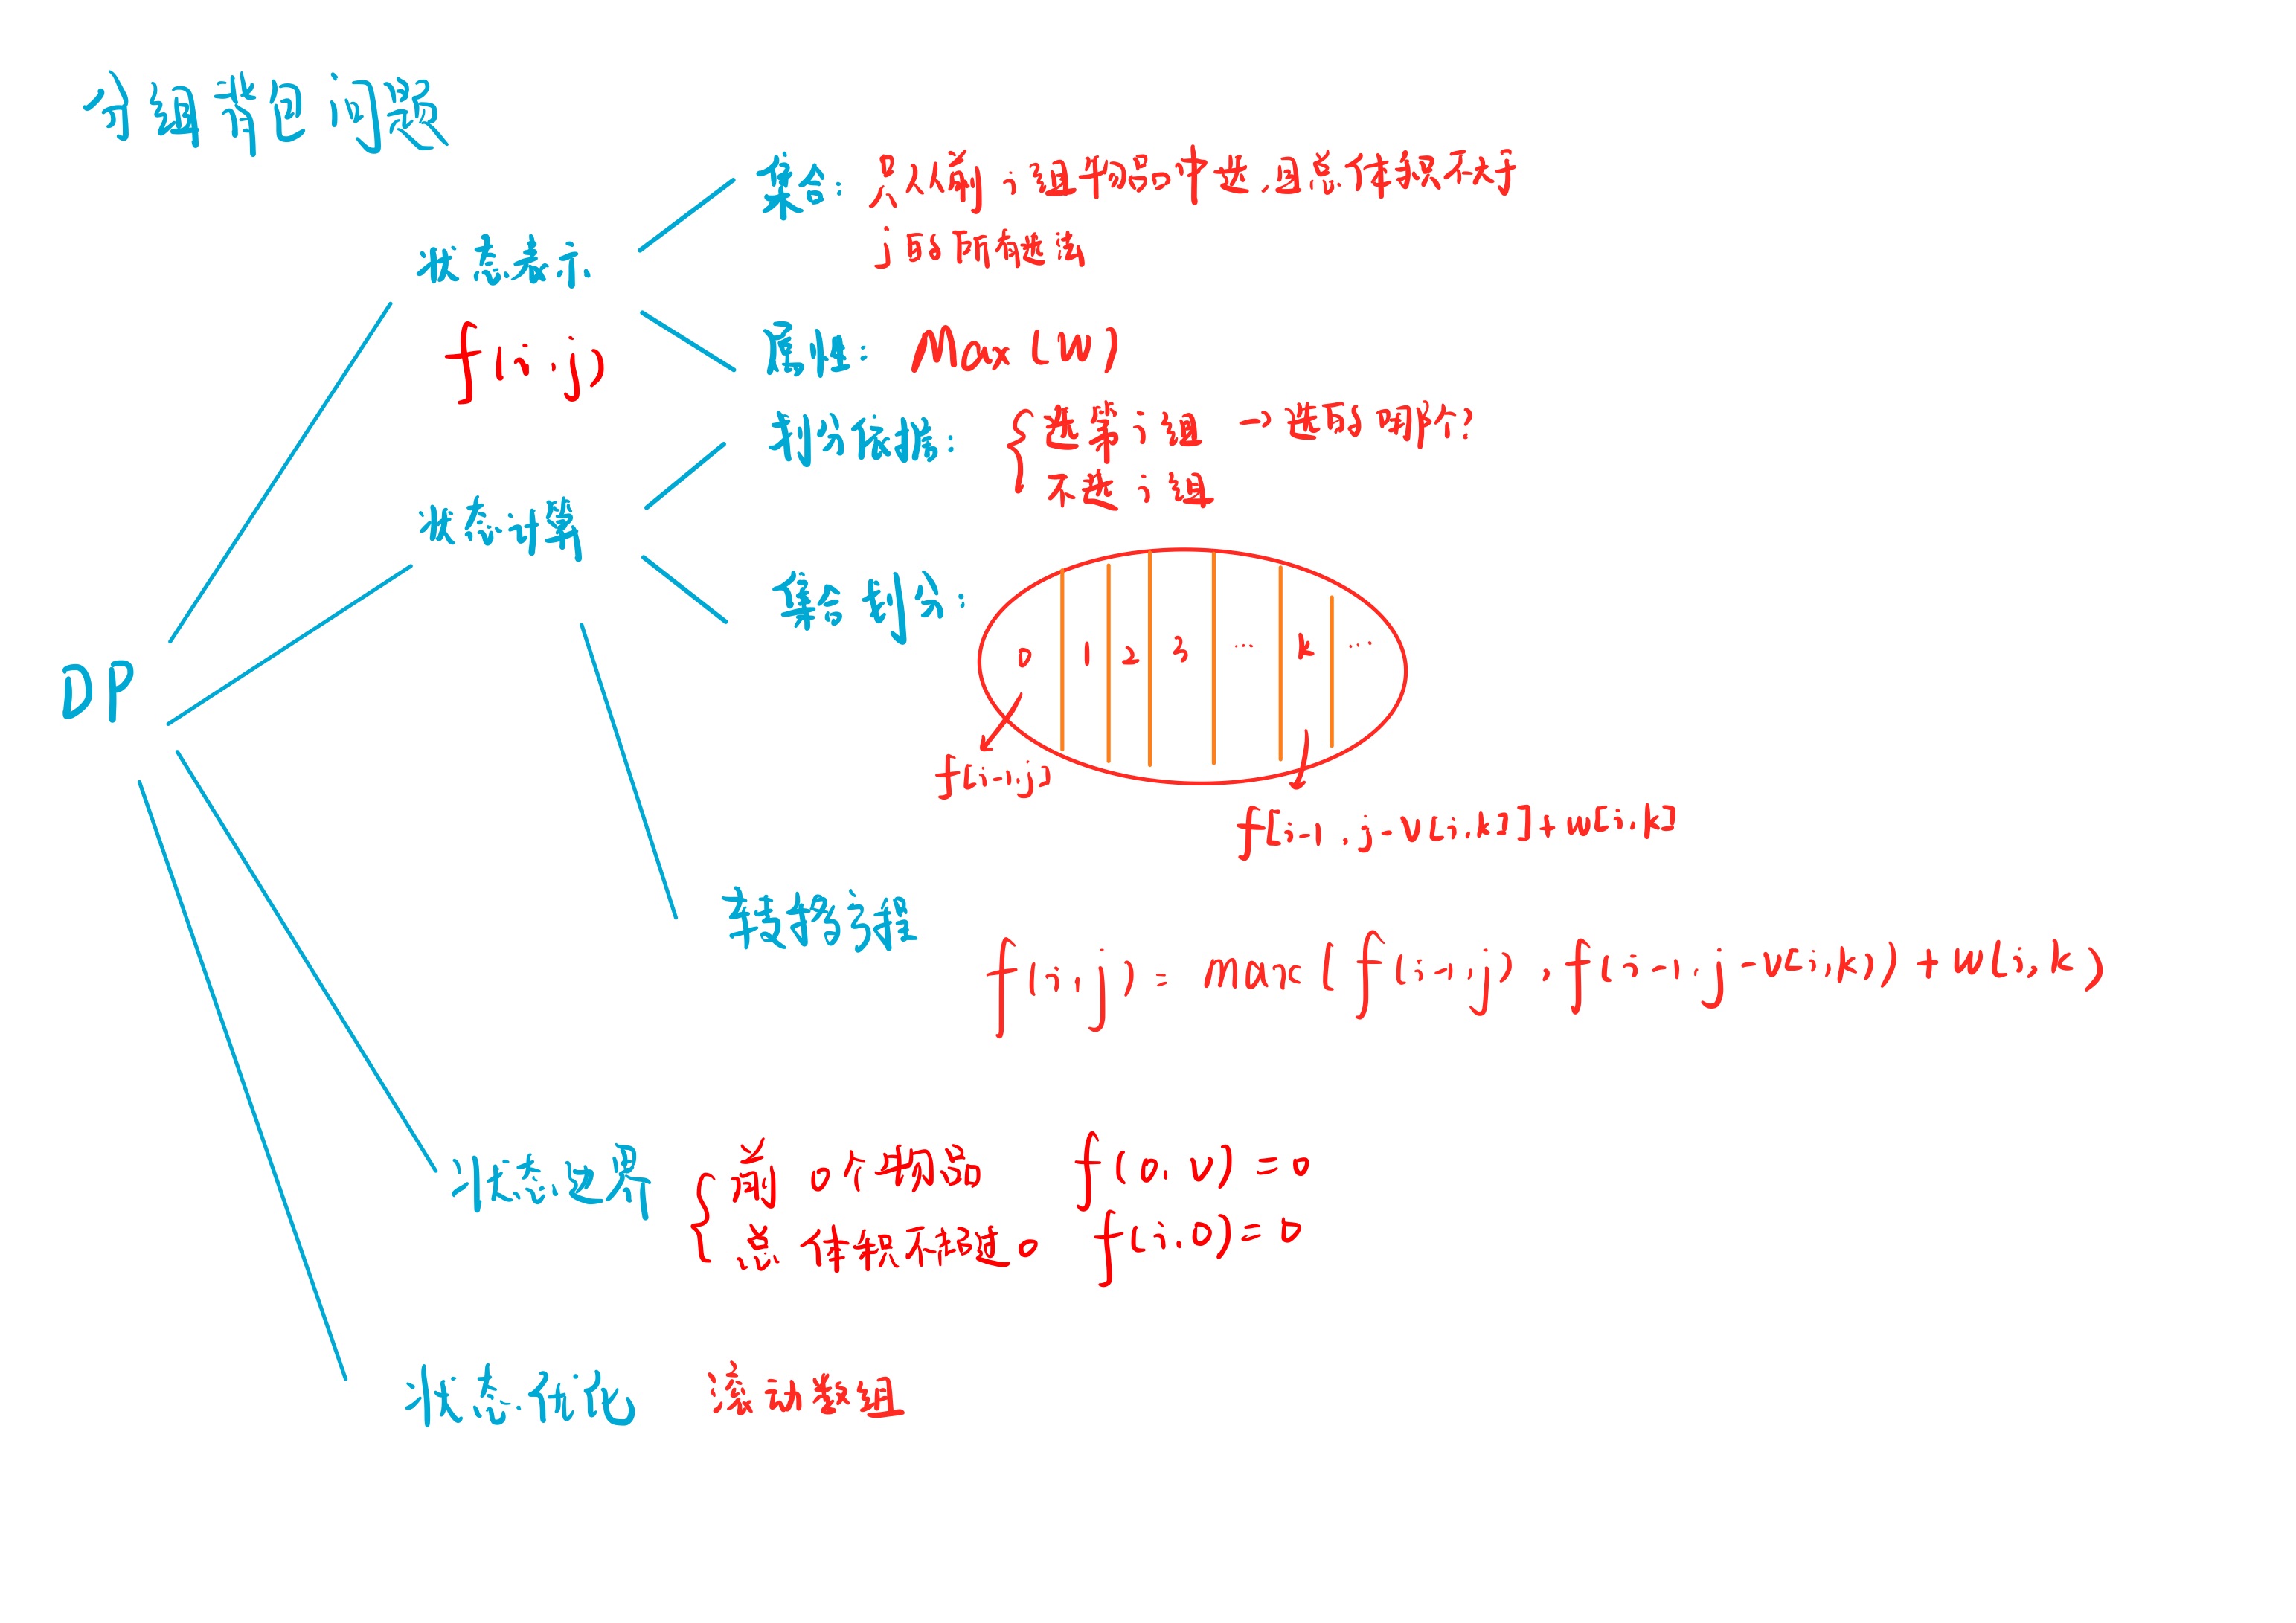 分组背包问题
集合：只从前i组物品中选，且总体积不大于
j的所有选法
状态表示
f(i,j)
属性：Max(W)
划分依据：{选第i组 → 选的哪个？
不选i组
状态计算
集合划分：
0 1 2 3 ... k ...
f[i-1,j]
f[i-1, j-v[i,k]]+w[i,k]
DP
转移方程
f(i,j) = max( f(i-1,j) , f(i-1,j-v(i,k)) + w(i,k)
状态边界 {前0个物品 f(0,v)=0
总体积不超过0 f(i,0)=0
状态优化 滚动数组